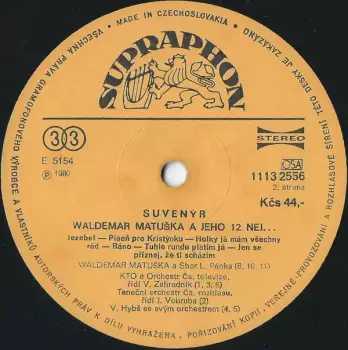 MADE IN CZECHOSLOVAKIA
VŠECHNA PRÁVA GRAMOFONOVÉHO VÝROBCE A VLASTNÍKŮ AUTORSKÝCH PRÁV K DÍLU VYHRAŽENA, POŘIZOVÁNÍ KOPIÍ, VEŘEJNÉ PROVOZOVÁNÍ A ROZHLASOVÉ ŠÍŘENÍ TÉTO DESKY JE ZAKÁZÁNO
SUPRAPHON
33
STEREO
E 5154
℗ 1980
OSA
1113 2556
2. strana
Kčs 44,-
SUVENÝR
WALDEMAR MATUŠKA A JEHO 12 NEJ...
Jezebel — Píseň pro Kristýnku — Holky já mám všechny
rád — Ráno — Tuhle rundu platím já — Jen se
přiznej, že ti scházím
WALDEMAR MATUŠKA & Sbor L. Pánka (8, 10, 11)
KTO a Orchestr Čs. televize,
řídí V. Zahradník (1, 3, 6)
Taneční orchestr Čs. rozhlasu,
řídí J. Vobruba (2)
V. Hybš se svým orchestrem (4, 5)